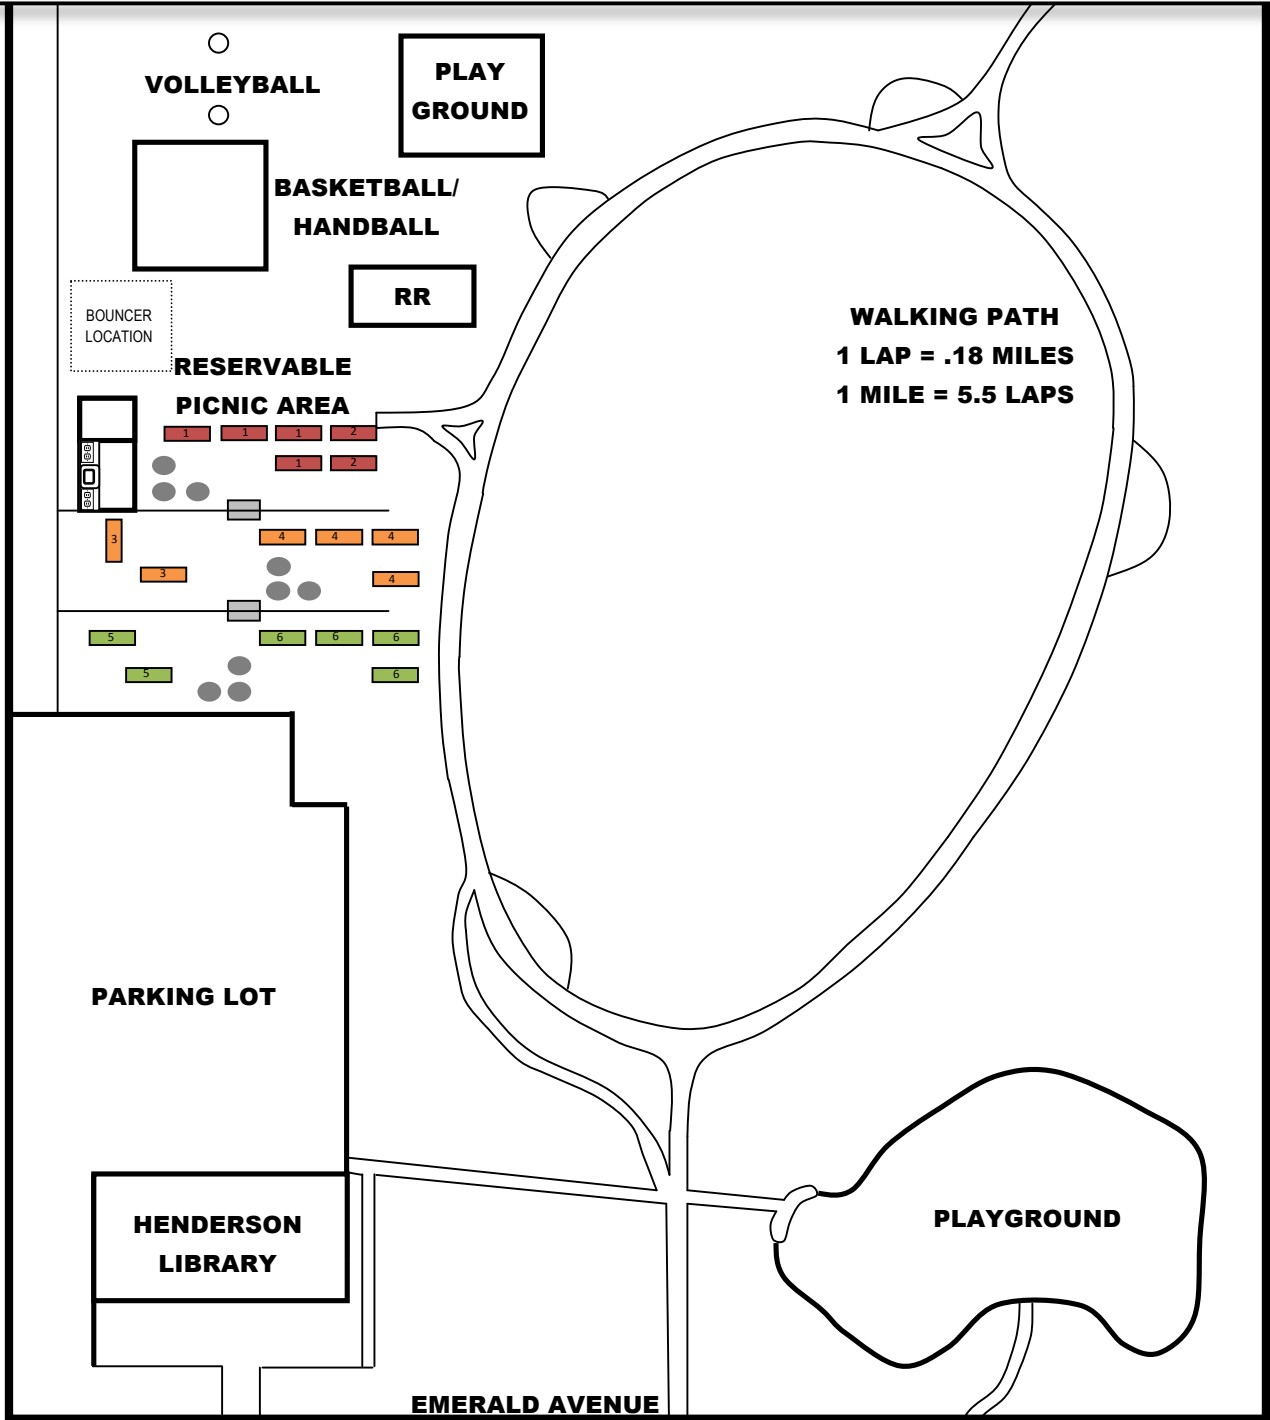 VOLLEYBALL
PLAY
GROUND
BASKETBALL/
HANDBALL
RR
BOUNCER
LOCATION
WALKING PATH
1 LAP = .18 MILES
1 MILE = 5.5 LAPS
RESERVABLE
PICNIC AREA
1 1 1 2
1 2
3
4 4 4
3
4
5
6 6 6
5
6
PARKING LOT
HENDERSON
LIBRARY
PLAYGROUND
EMERALD AVENUE